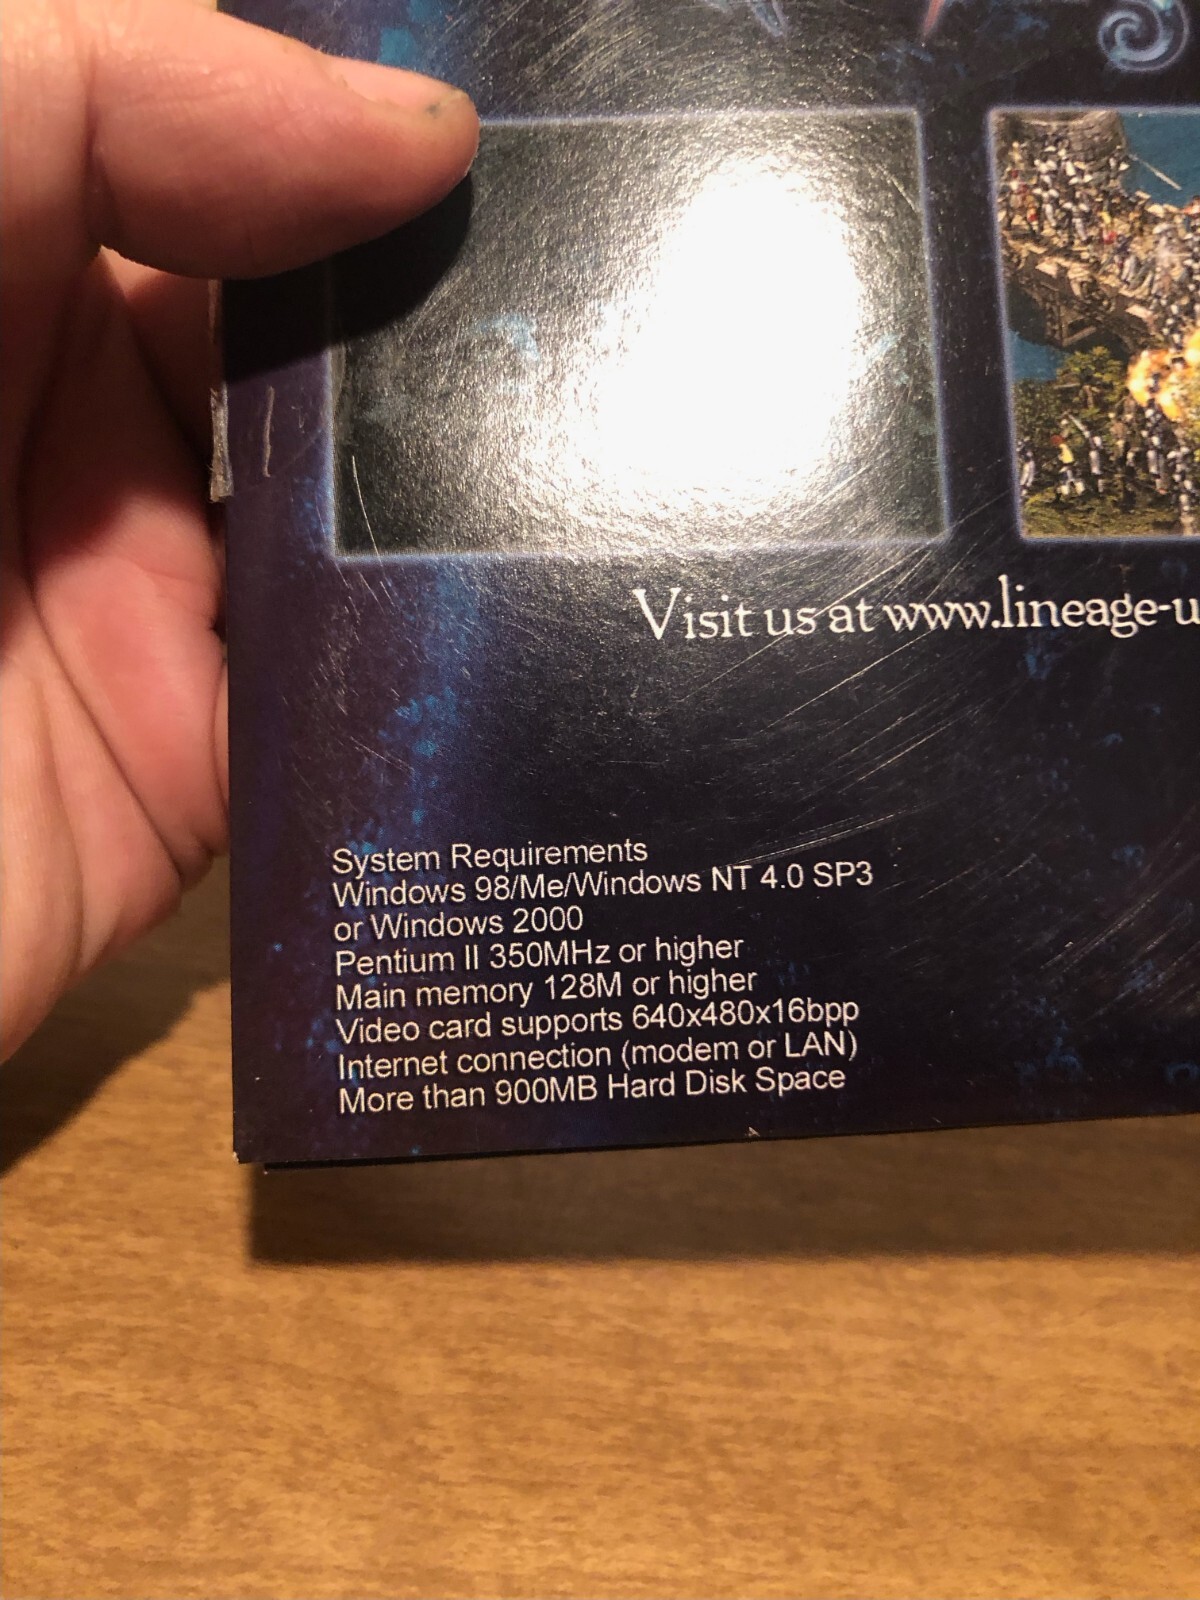 Visit us at www.lineage-u
System Requirements
Windows 98/Me/Windows NT 4.0 SP3
or Windows 2000
Pentium II 350MHz or higher
Main memory 128M or higher
Video card supports 640x480x16bpp
Internet connection (modem or LAN)
More than 900MB Hard Disk Space